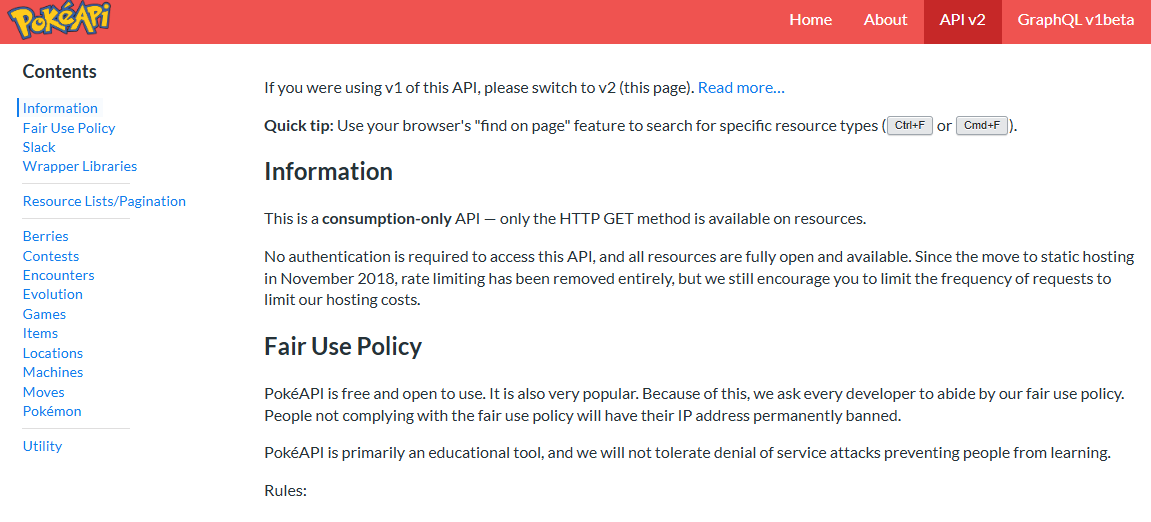 PokéAPI
Home
About
API v2
GraphQL v1beta
Contents
Information
Fair Use Policy
Slack
Wrapper Libraries
Resource Lists/Pagination
Berries
Contests
Encounters
Evolution
Games
Items
Locations
Machines
Moves
Pokémon
Utility
If you were using v1 of this API, please switch to v2 (this page). Read more…
Quick tip: Use your browser's "find on page" feature to search for specific resource types (Ctrl+F or Cmd+F).
Information
This is a consumption-only API — only the HTTP GET method is available on resources.
No authentication is required to access this API, and all resources are fully open and available. Since the move to static hosting
in November 2018, rate limiting has been removed entirely, but we still encourage you to limit the frequency of requests to
limit our hosting costs.
Fair Use Policy
PokéAPI is free and open to use. It is also very popular. Because of this, we ask every developer to abide by our fair use policy.
People not complying with the fair use policy will have their IP address permanently banned.
PokéAPI is primarily an educational tool, and we will not tolerate denial of service attacks preventing people from learning.
Rules: